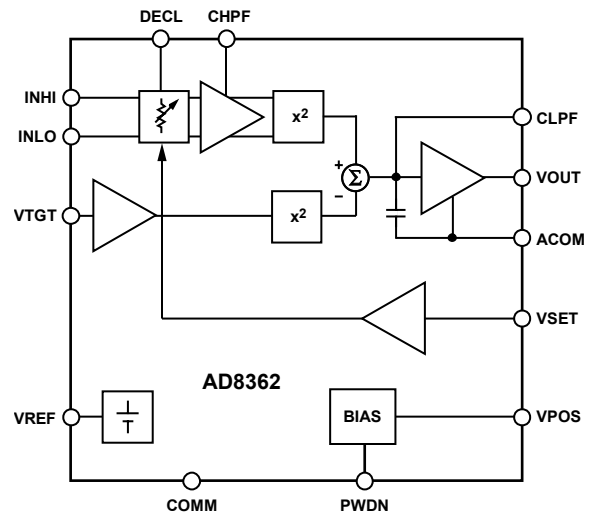 DECL CHPF
INHI
INLO
x²
CLPF
+
Σ
−
VOUT
VTGT
x²
ACOM
VSET
AD8362
VREF
BIAS
VPOS
COMM
PWDN